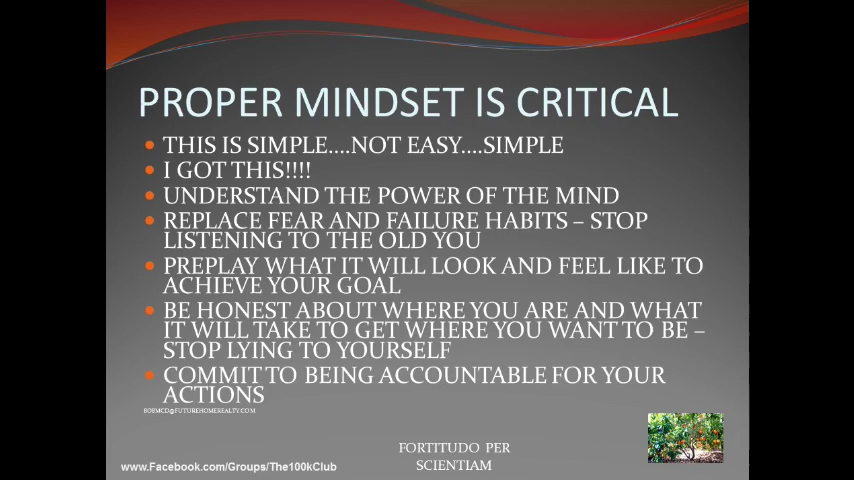 PROPER MINDSET IS CRITICAL
THIS IS SIMPLE....NOT EASY....SIMPLE
I GOT THIS!!!!
UNDERSTAND THE POWER OF THE MIND
REPLACE FEAR AND FAILURE HABITS – STOP
LISTENING TO THE OLD YOU
PREPLAY WHAT IT WILL LOOK AND FEEL LIKE TO
ACHIEVE YOUR GOAL
BE HONEST ABOUT WHERE YOU ARE AND WHAT
IT WILL TAKE TO GET WHERE YOU WANT TO BE –
STOP LYING TO YOURSELF
COMMIT TO BEING ACCOUNTABLE FOR YOUR
ACTIONS
BOBMCD@FUTUREHOMEREALTY.COM
FORTITUDO PER
SCIENTIAM
www.Facebook.com/Groups/The100kClub